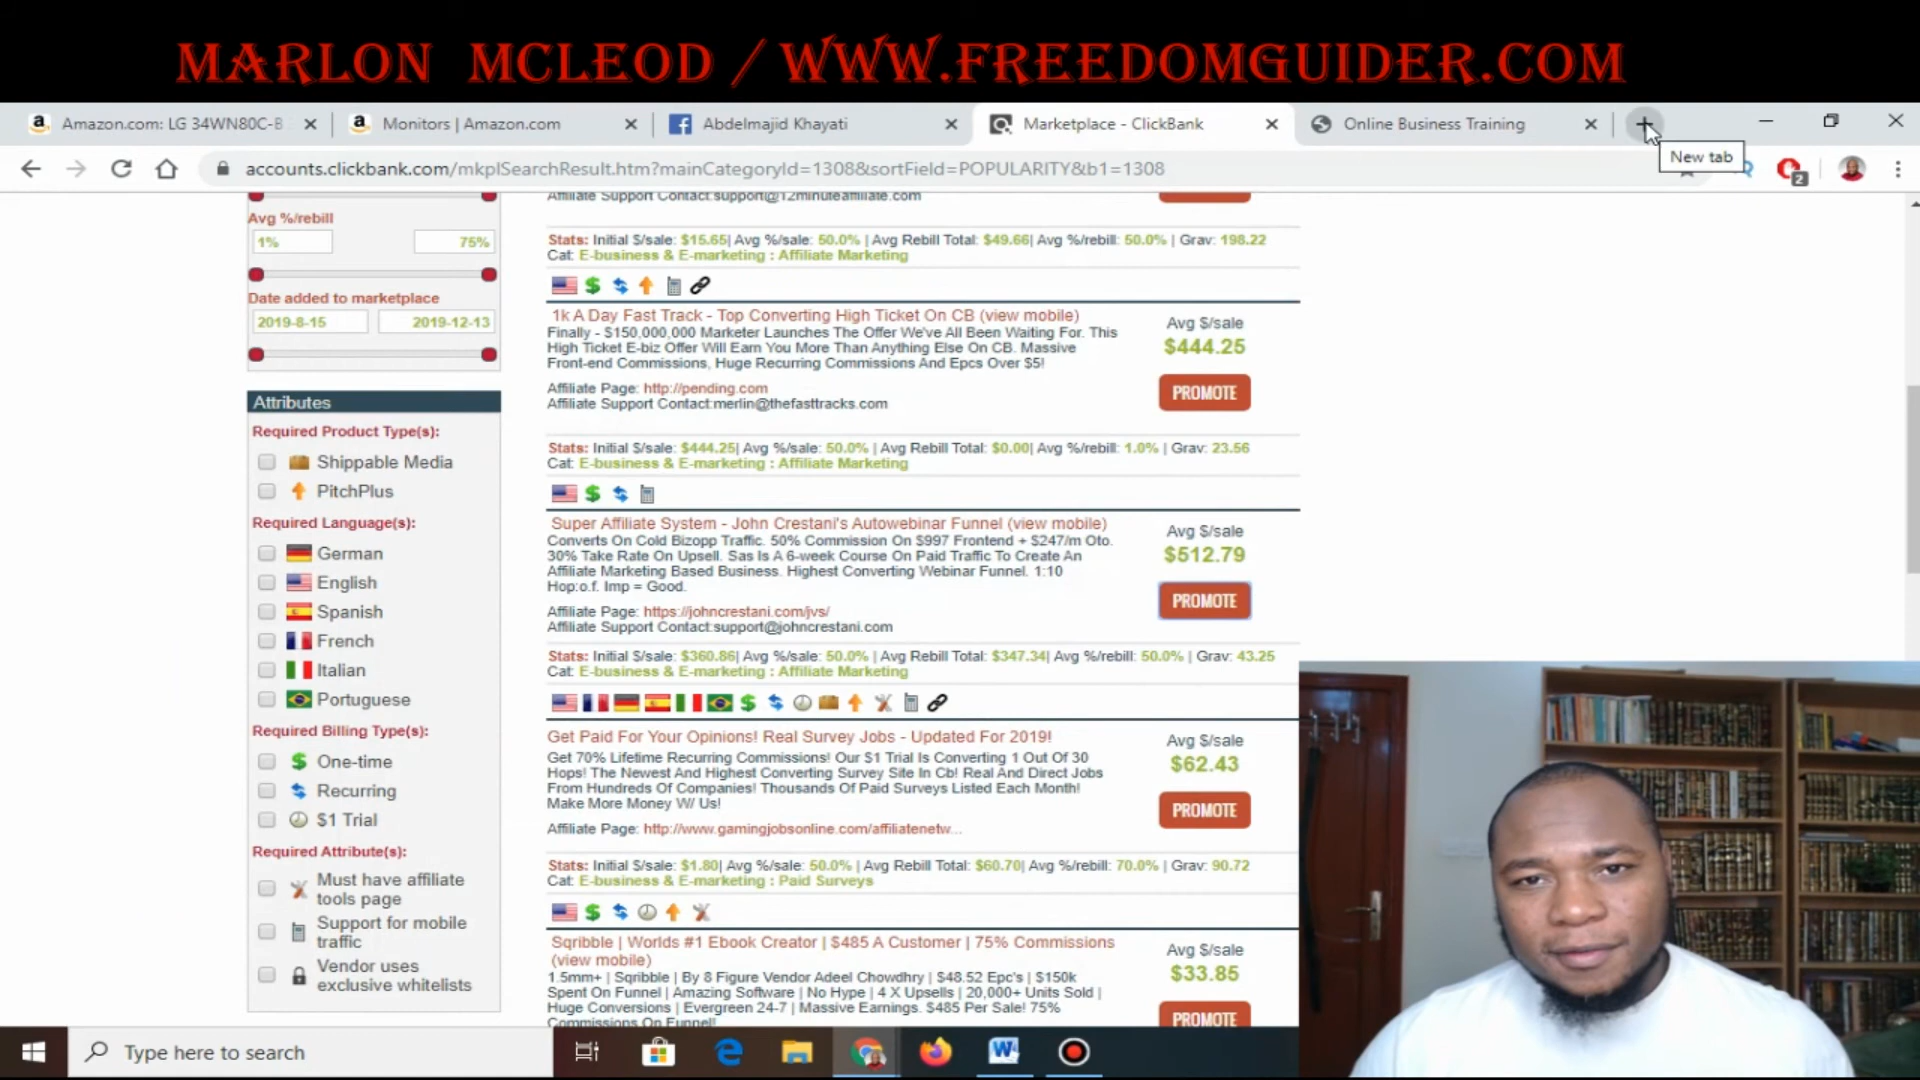 MARLON MCLEOD / WWW.FREEDOMGUIDER.COM
Amazon.com: LG 34WN80C-B
Monitors | Amazon.com
Abdelmajid Khayati
Marketplace - ClickBank
Online Business Training
New tab
accounts.clickbank.com/mkplSearchResult.htm?mainCategoryId=1308&sortField=POPULARITY&b1=1308
2
Avg %/rebill
1%
75%
Date added to marketplace
2019-8-15
2019-12-13
Attributes
Required Product Type(s):
Shippable Media
PitchPlus
Required Language(s):
German
English
Spanish
French
Italian
Portuguese
Required Billing Type(s):
One-time
Recurring
$1 Trial
Required Attribute(s):
Must have affiliate
tools page
Support for mobile
traffic
Vendor uses
exclusive whitelists
Affiliate Support Contact:support@12minuteaffiliate.com
Stats: Initial $/sale: $15.65| Avg %/sale: 50.0% | Avg Rebill Total: $49.66| Avg %/rebill: 50.0% | Grav: 198.22
Cat: E-business & E-marketing : Affiliate Marketing
1k A Day Fast Track - Top Converting High Ticket On CB (view mobile)
Finally - $150,000,000 Marketer Launches The Offer We've All Been Waiting For. This
High Ticket E-biz Offer Will Earn You More Than Anything Else On CB. Massive
Front-end Commissions, Huge Recurring Commissions And Epcs Over $5!
Affiliate Page: http://pending.com
Affiliate Support Contact:merlin@thefasttracks.com
Avg $/sale
$444.25
PROMOTE
Stats: Initial $/sale: $444.25| Avg %/sale: 50.0% | Avg Rebill Total: $0.00| Avg %/rebill: 1.0% | Grav: 23.56
Cat: E-business & E-marketing : Affiliate Marketing
Super Affiliate System - John Crestani's Autowebinar Funnel (view mobile)
Converts On Cold Bizopp Traffic. 50% Commission On $997 Frontend + $247/m Oto.
30% Take Rate On Upsell. Sas Is A 6-week Course On Paid Traffic To Create An
Affiliate Marketing Based Business. Highest Converting Webinar Funnel. 1:10
Hop:o.f. Imp = Good.
Affiliate Page: https://johncrestani.com/jvs/
Affiliate Support Contact:support@johncrestani.com
Avg $/sale
$512.79
PROMOTE
Stats: Initial $/sale: $360.86| Avg %/sale: 50.0% | Avg Rebill Total: $347.34| Avg %/rebill: 50.0% | Grav: 43.25
Cat: E-business & E-marketing : Affiliate Marketing
Get Paid For Your Opinions! Real Survey Jobs - Updated For 2019!
Get 70% Lifetime Recurring Commissions! Our $1 Trial Is Converting 1 Out Of 30
Hops! The Newest And Highest Converting Survey Site In Cb! Real And Direct Jobs
From Hundreds Of Companies! Thousands Of Paid Surveys Listed Each Month!
Make More Money W/ Us!
Affiliate Page: http://www.gamingjobsonline.com/affiliatenetw...
Avg $/sale
$62.43
PROMOTE
Stats: Initial $/sale: $1.80| Avg %/sale: 50.0% | Avg Rebill Total: $60.70| Avg %/rebill: 70.0% | Grav: 90.72
Cat: E-business & E-marketing : Paid Surveys
Sqribble | Worlds #1 Ebook Creator | $485 A Customer | 75% Commissions
(view mobile)
1.5mm+ | Sqribble | By 8 Figure Vendor Adeel Chowdhry | $48.52 Epc's | $150k
Spent On Funnel | Amazing Software | No Hype | 4 X Upsells | 20,000+ Units Sold |
Huge Conversions | Evergreen 24-7 | Massive Earnings. $485 Per Sale! 75%
Commissions On Funnel!
Avg $/sale
$33.85
PROMOTE
Type here to search